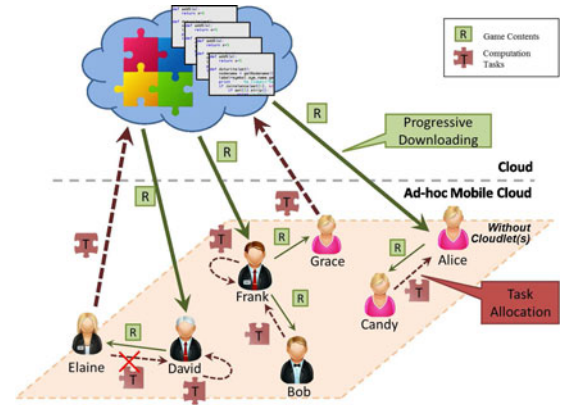 R
Game Contents
T
Computation
Tasks
R
R
R
Progressive
Downloading
Cloud
Ad-hoc Mobile Cloud
Without
Cloudlet(s)
T
T
T
R
R
Grace
Alice
Frank
R
T
Candy
Task
Allocation
T
R
Elaine
T
David
T
Bob